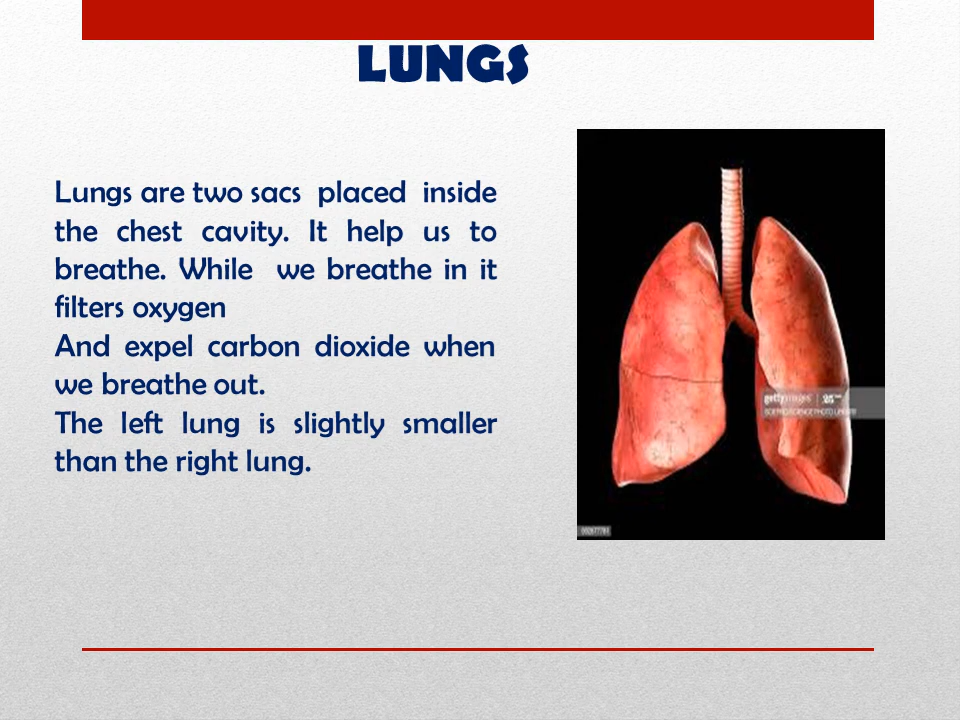 LUNGS
Lungs are two sacs placed inside
the chest cavity. It help us to
breathe. While we breathe in it
filters oxygen
And expel carbon dioxide when
we breathe out.
The left lung is slightly smaller
than the right lung.
gettyimages